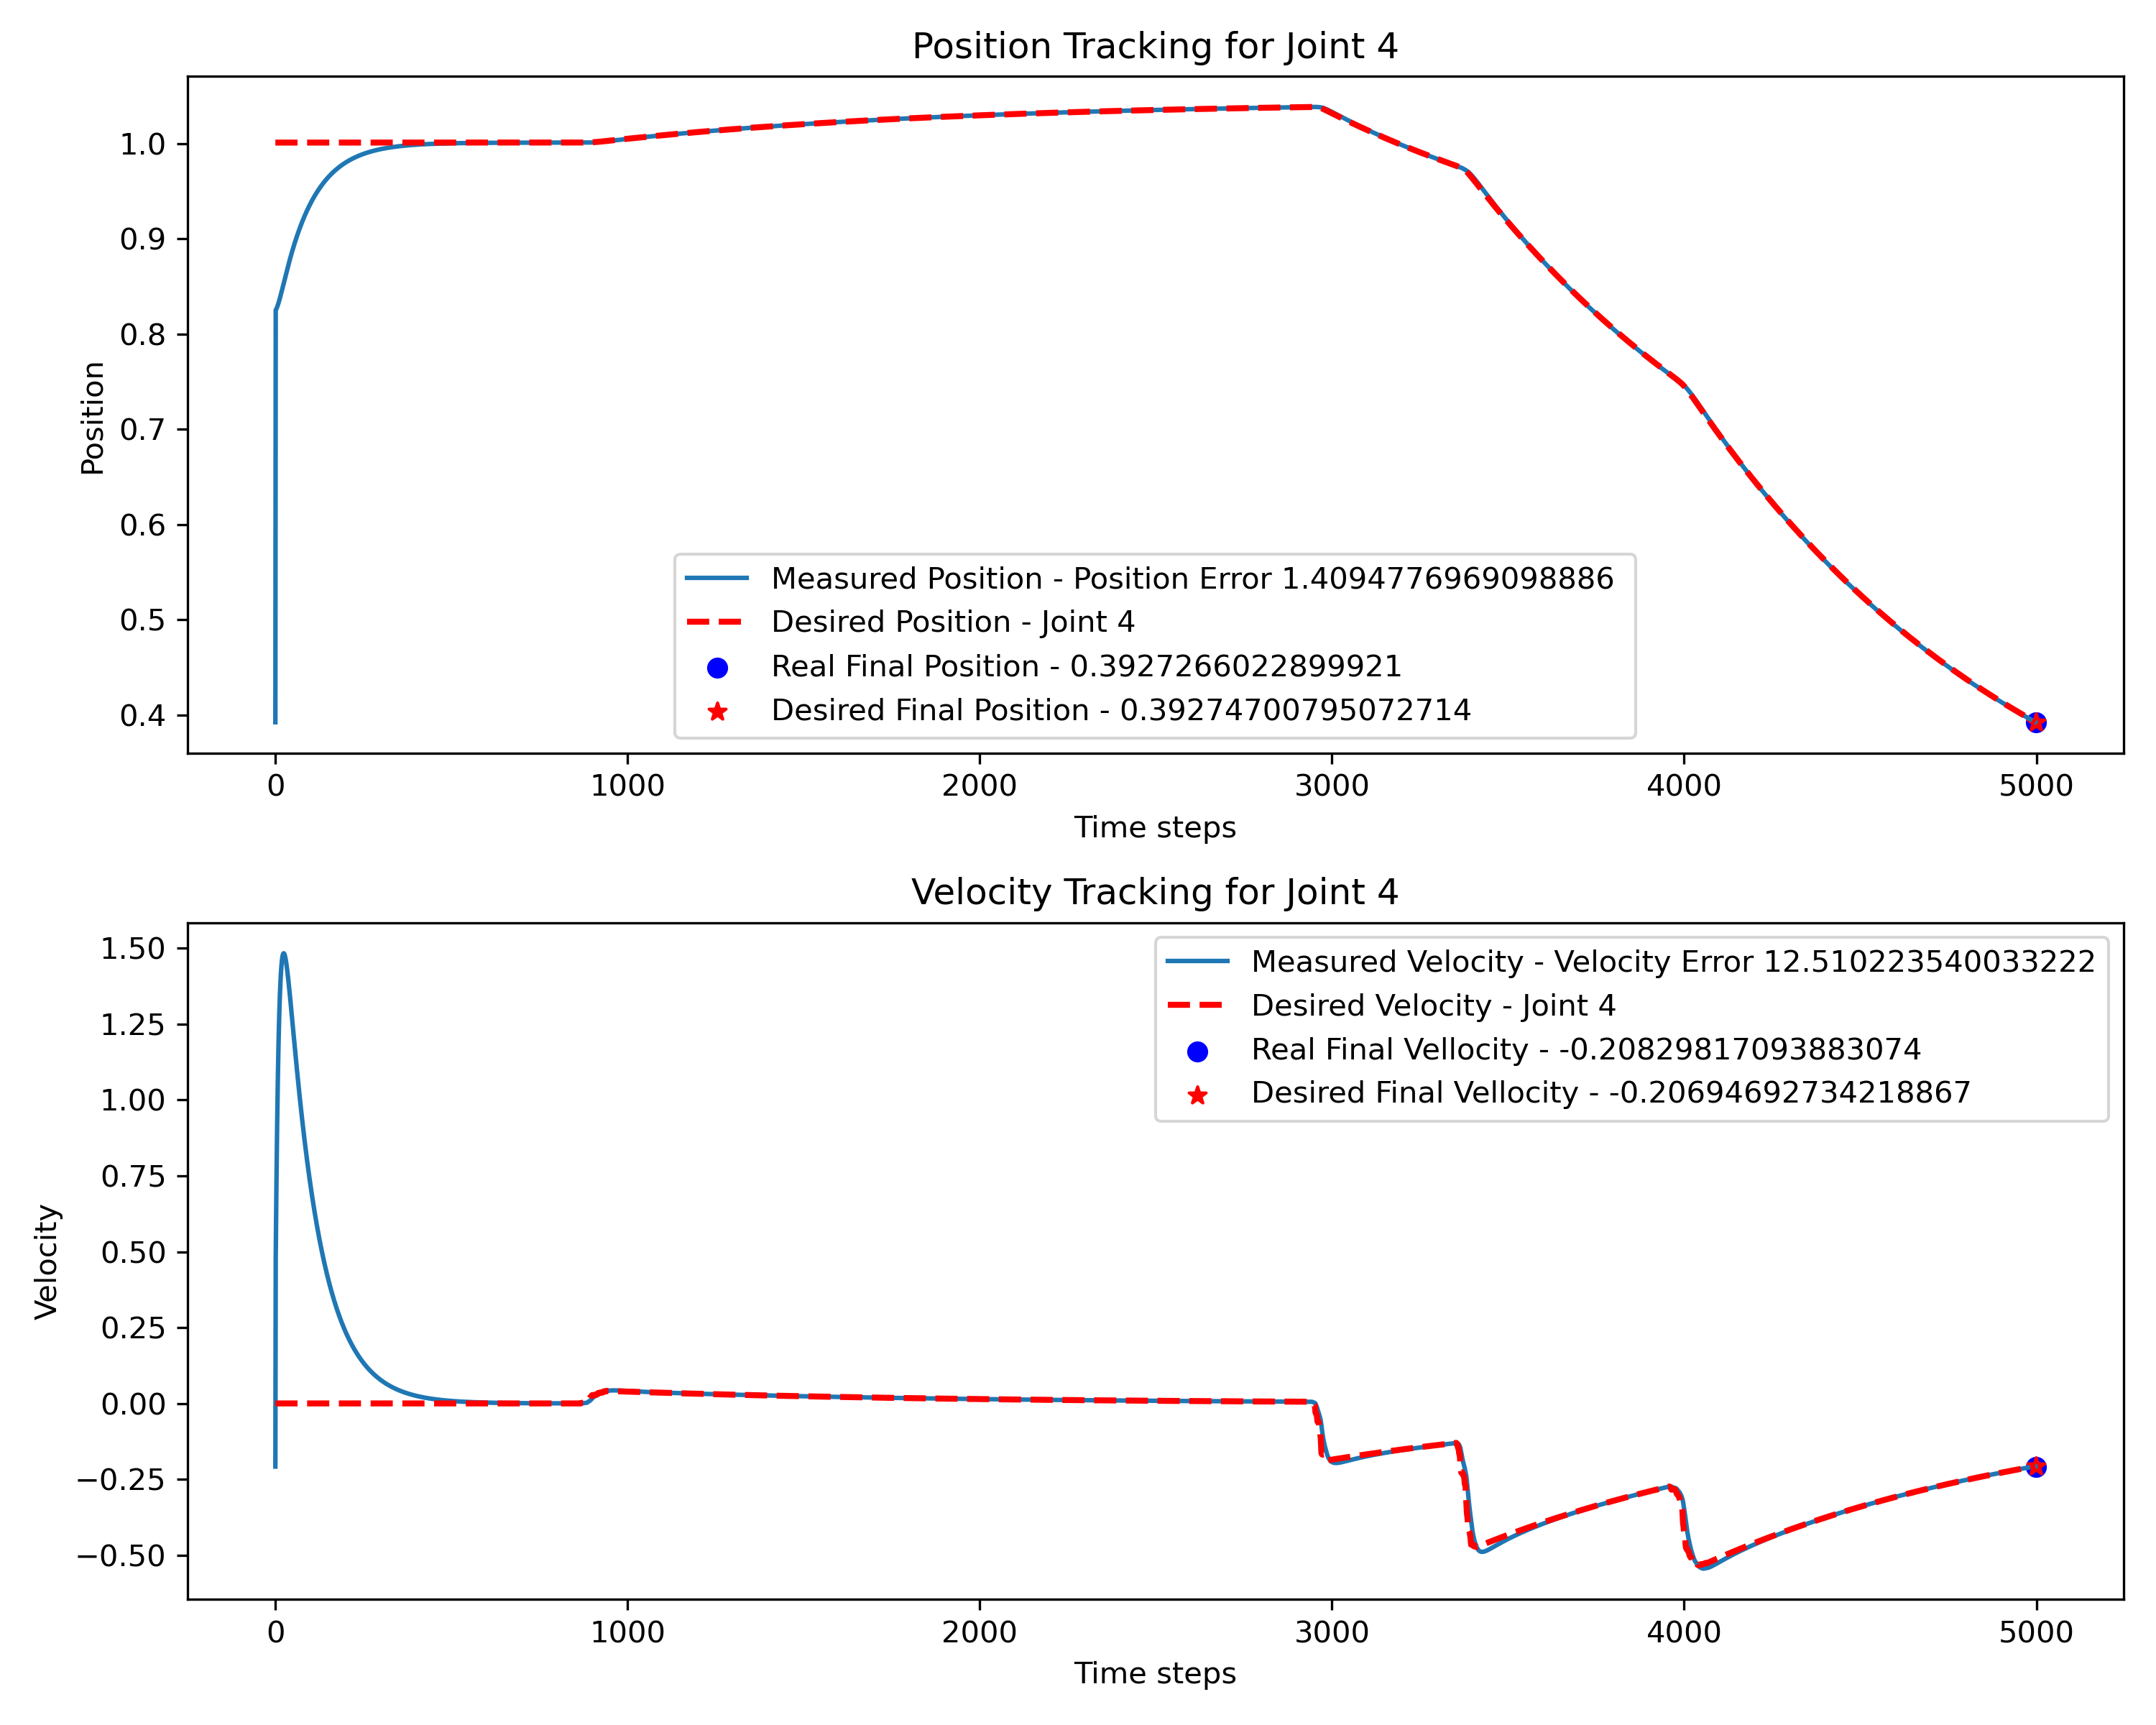 Position Tracking for Joint 4
Position
1.0
0.9
0.8
0.7
0.6
0.5
0.4
Measured Position - Position Error 1.4094776969098886
Desired Position - Joint 4
Real Final Position - 0.3927266022899921
Desired Final Position - 0.39274700795072714
0 1000 2000 3000 4000 5000
Time steps
Velocity Tracking for Joint 4
Velocity
1.50
1.25
1.00
0.75
0.50
0.25
0.00
−0.25
−0.50
Measured Velocity - Velocity Error 12.510223540033222
Desired Velocity - Joint 4
Real Final Vellocity - -0.20829817093883074
Desired Final Vellocity - -0.20694692734218867
0 1000 2000 3000 4000 5000
Time steps